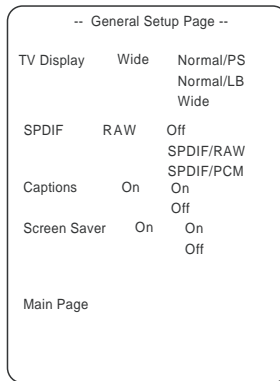 -- General Setup Page --
TV Display Wide Normal/PS
Normal/LB
Wide
SPDIF RAW Off
SPDIF/RAW
SPDIF/PCM
Captions On On
Off
Screen Saver On On
Off
Main Page